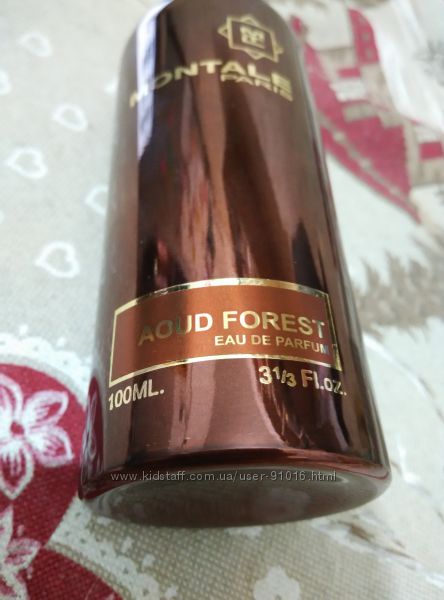 MONTALE
PARIS
AOUD FOREST
EAU DE PARFUM
100ML. 3 1/3 Fl.oz.
www.kidstaff.com.ua/user-91016.html